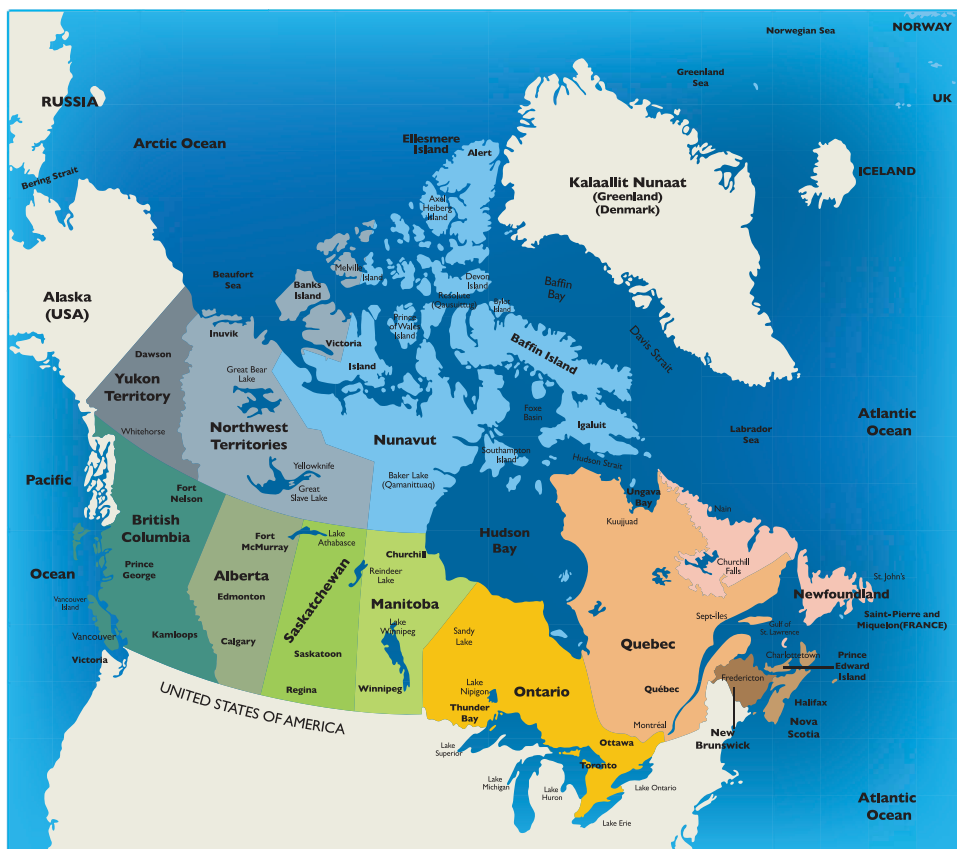 Norwegian Sea
NORWAY
Greenland
Sea
UK
RUSSIA
Arctic Ocean
Ellesmere
Island
Alert
Bering Strait
Kalaallit Nunaat
(Greenland)
(Denmark)
ICELAND
Axel
Heiberg
Island
Beaufort
Sea
Melville
Island
Banks
Island
Devon
Island
Resolute
(Qausuittuq)
Bylot
Island
Baffin
Bay
Alaska
(USA)
Prince
of Wales
Island
Victoria
Island
Baffin Island
Davis Strait
Inuvik
Dawson
Yukon
Territory
Great Bear
Lake
Whitehorse
Northwest
Territories
Nunavut
Foxe
Basin
Igaluit
Labrador
Sea
Atlantic
Ocean
Southampton
Island
Hudson Strait
Yellowknife
Great
Slave Lake
Baker Lake
(Qamanittuaq)
Pacific
Ocean
Fort
Nelson
Ungava
Bay
Kuujjuad
Nain
British
Columbia
Hudson
Bay
Fort
McMurray
Lake
Athabasce
Churchill
Churchill
Falls
Prince
George
Alberta
Reindeer
Lake
St. John's
Vancouver
Island
Edmonton
Saskatchewan
Manitoba
Newfoundland
Saint-Pierre and
Miquelon(FRANCE)
Sept-Iles
Gulf of
St. Lawrence
Vancouver
Kamloops
Calgary
Lake
Winnipeg
Sandy
Lake
Quebec
Charlottretown
Prince
Edward
Island
Victoria
Saskatoon
Fredericton
Regina
Winnipeg
Lake
Nipigon
Ontario
Québec
Halifax
UNITED STATES OF AMERICA
Thunder
Bay
Montréal
Nova
Scotia
New
Brunswick
Lake
Superior
Ottawa
Toronto
Lake
Michigan
Lake
Huron
Lake Ontario
Lake Erie
Atlantic
Ocean